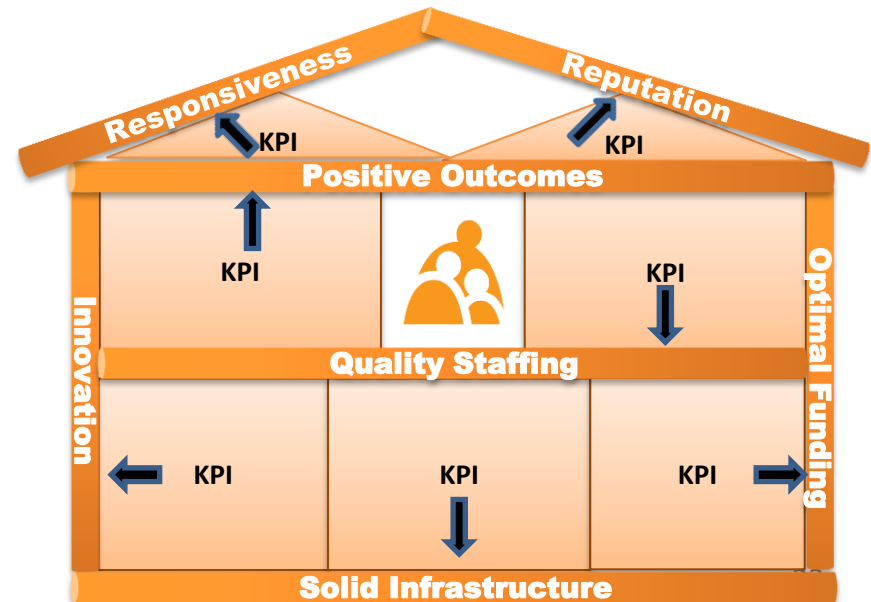 Responsiveness
Reputation
KPI
KPI
Positive Outcomes
KPI
KPI
Innovation
Optimal Funding
Quality Staffing
KPI
KPI
KPI
Solid Infrastructure